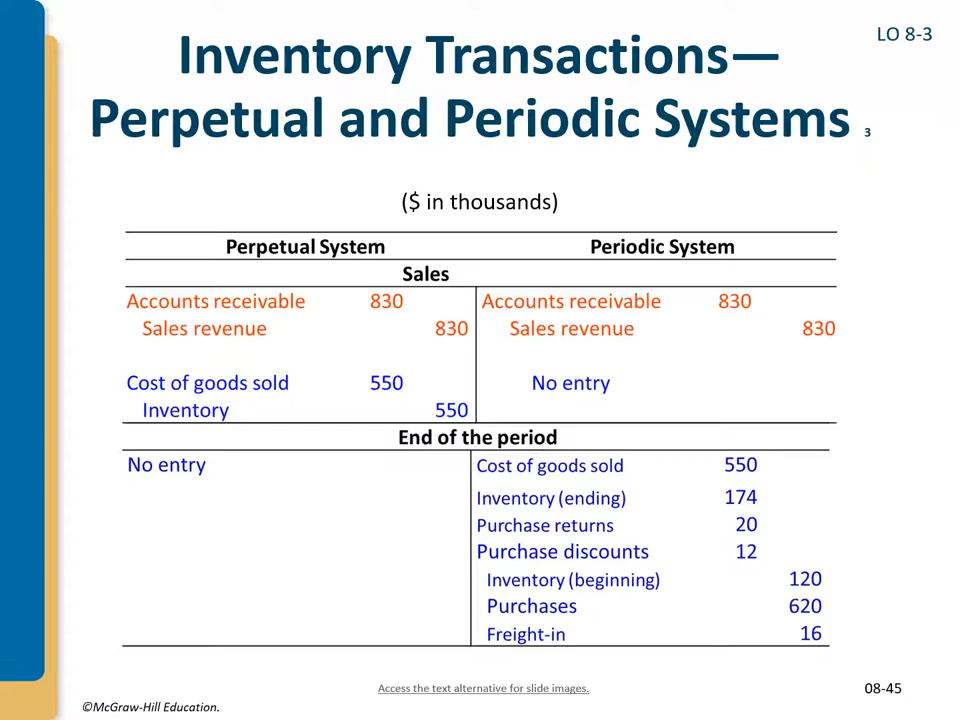 LO 8-3
Inventory Transactions—
Perpetual and Periodic Systems 3
($ in thousands)
Perpetual System Periodic System
Sales
Accounts receivable 830 Accounts receivable 830
Sales revenue 830 Sales revenue 830
Cost of goods sold 550 No entry
Inventory 550
End of the period
No entry Cost of goods sold 550
Inventory (ending) 174
Purchase returns 20
Purchase discounts 12
Inventory (beginning) 120
Purchases 620
Freight-in 16
Access the text alternative for slide images.
08-45
©McGraw-Hill Education.